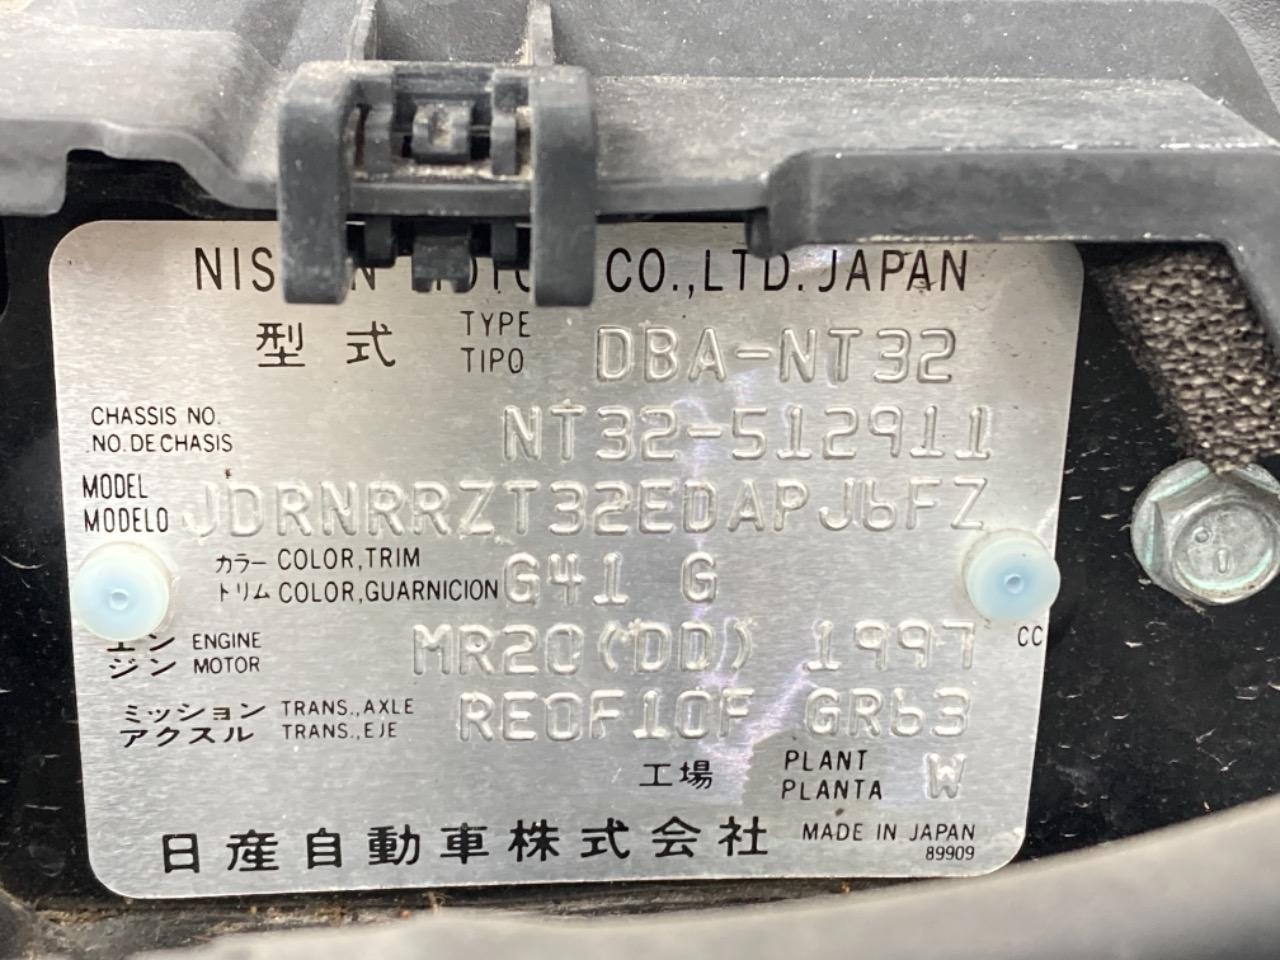 NISSAN MOTOR CO.,LTD. JAPAN
型式 TYPE TIPO DBA-NT32
CHASSIS NO. NO. DE CHASIS NT32-512911
MODEL MODELO JDRNRRZT32EDAPJ6FZ
カラー COLOR,TRIM
トリム COLOR,GUARNICION G41 G
エンジン ENGINE MOTOR MR20(DD) 1997 CC
ミッション TRANS.,AXLE
アクスル TRANS.,EJE RE0F10F GR63
工場 PLANT PLANTA W
日産自動車株式会社 MADE IN JAPAN
89909